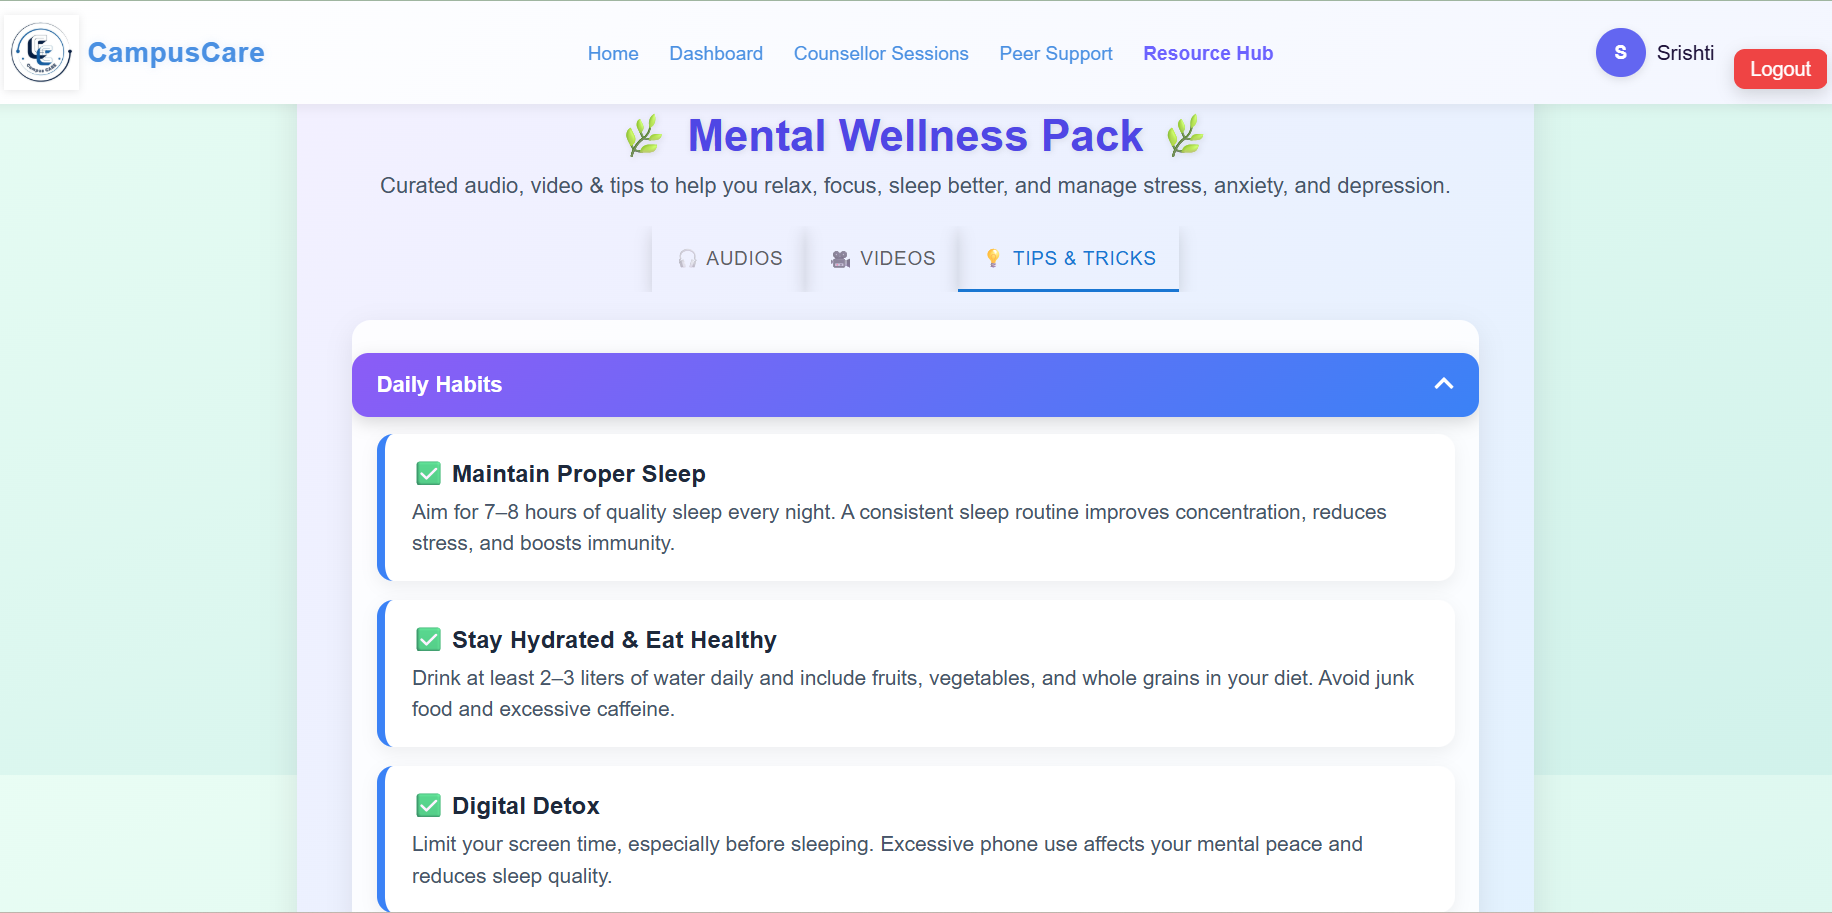 CampusCare
Home Dashboard Counsellor Sessions Peer Support Resource Hub
S Srishti
Logout
Campus CARE
Mental Wellness Pack
Curated audio, video & tips to help you relax, focus, sleep better, and manage stress, anxiety, and depression.
AUDIOS VIDEOS TIPS & TRICKS
Daily Habits
Maintain Proper Sleep
Aim for 7–8 hours of quality sleep every night. A consistent sleep routine improves concentration, reduces
stress, and boosts immunity.
Stay Hydrated & Eat Healthy
Drink at least 2–3 liters of water daily and include fruits, vegetables, and whole grains in your diet. Avoid junk
food and excessive caffeine.
Digital Detox
Limit your screen time, especially before sleeping. Excessive phone use affects your mental peace and
reduces sleep quality.